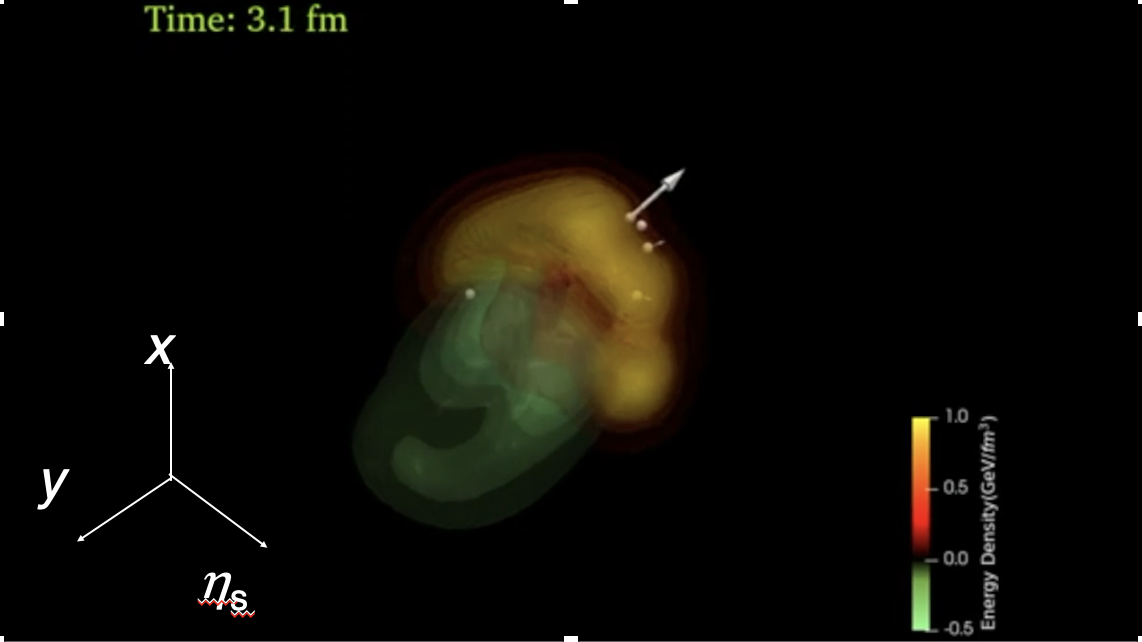 Time: 3.1 fm
x
y
ηs
1.0
0.5
0.0
-0.5
Energy Density(GeV/fm³)